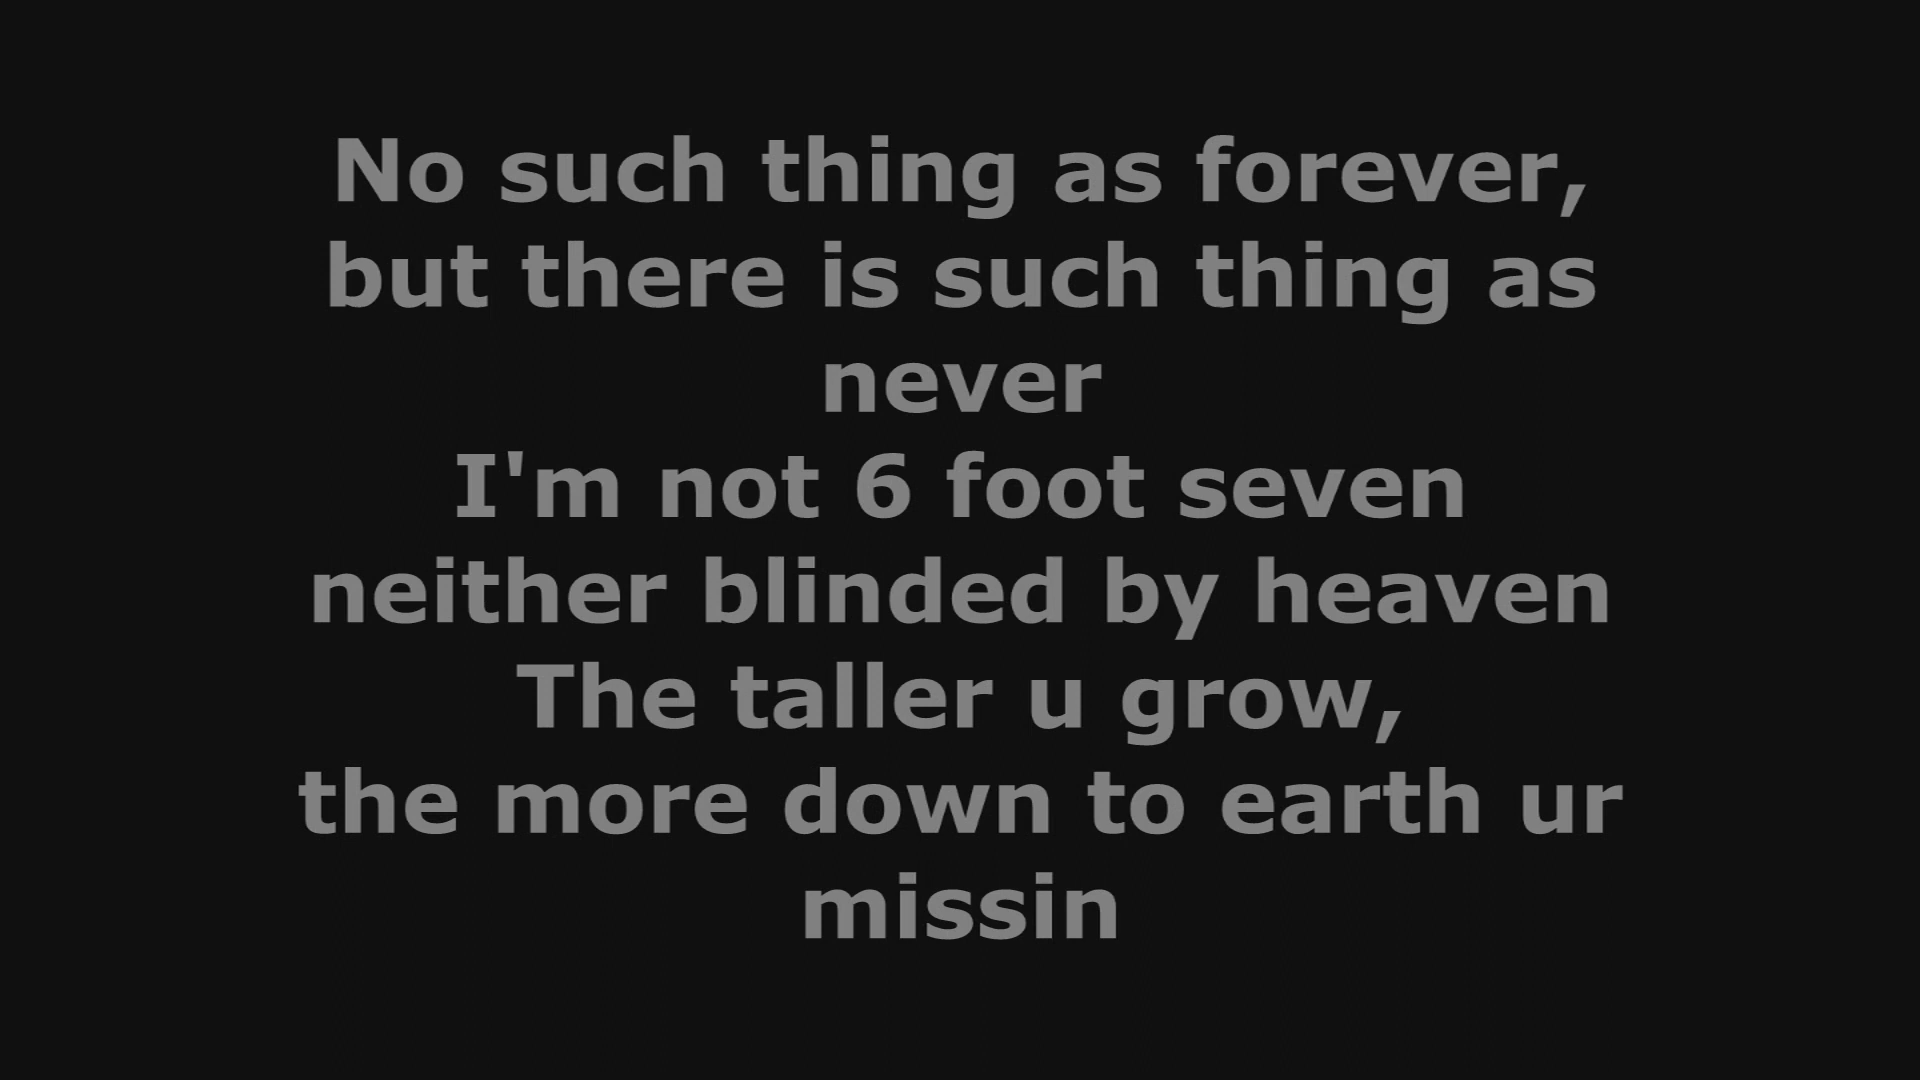 No such thing as forever,
but there is such thing as
never
I'm not 6 foot seven
neither blinded by heaven
The taller u grow,
the more down to earth ur
missin